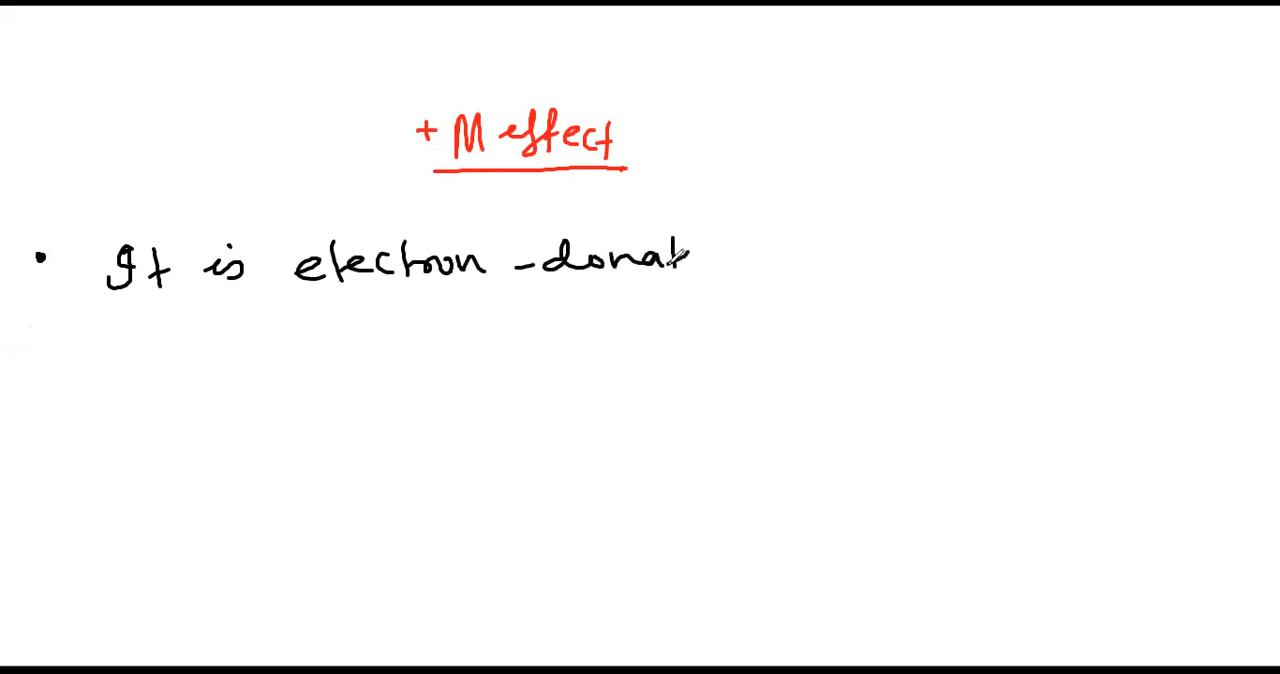 + M effect
• It is electron - donat